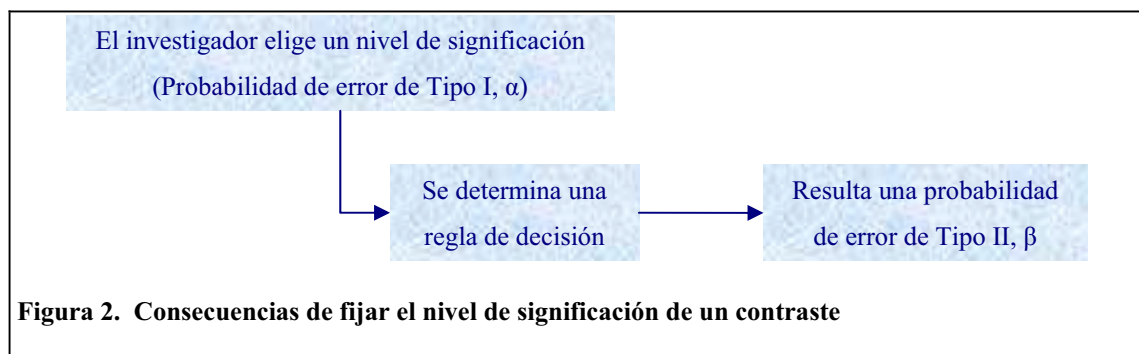 El investigador elige un nivel de significación
(Probabilidad de error de Tipo I, α)
Se determina una
regla de decisión
Resulta una probabilidad
de error de Tipo II, β
Figura 2. Consecuencias de fijar el nivel de significación de un contraste